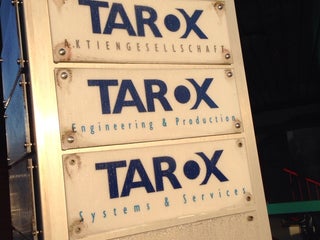 TAROX
AKTIENGESELLSCHAFT
TAROX
Engineering & Production
TAROX
Systems & Services